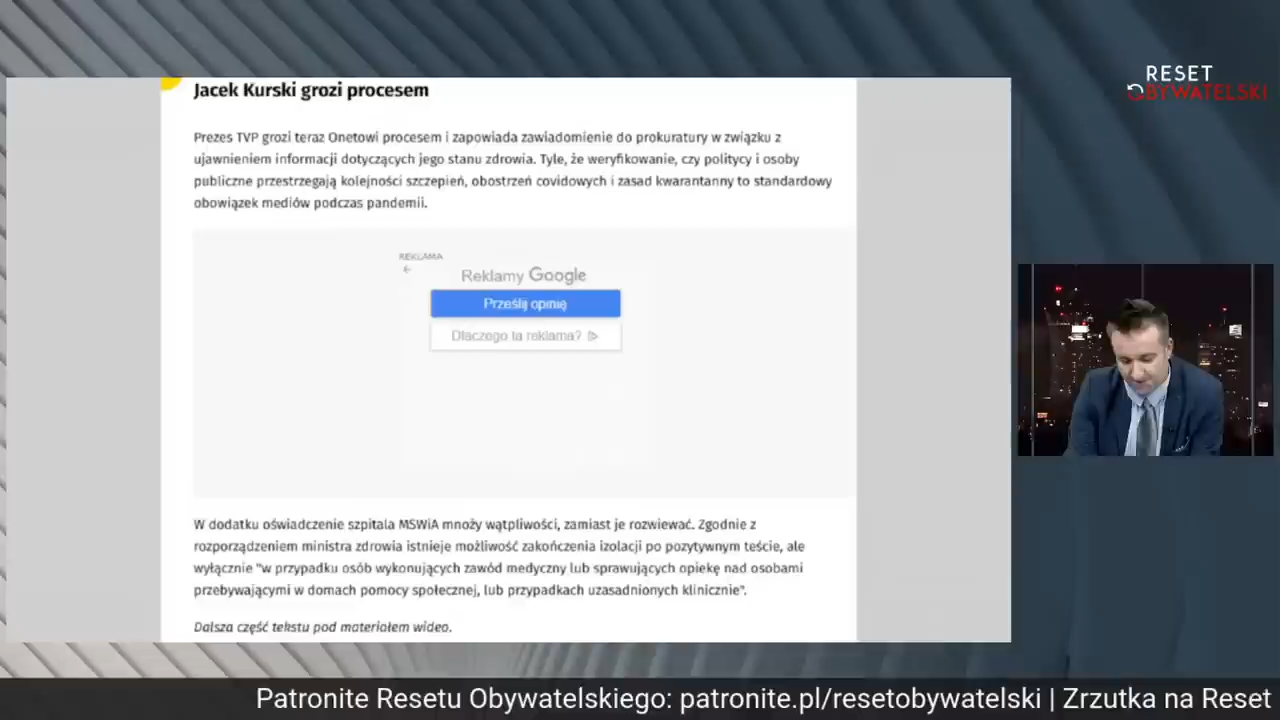 RESET
OBYWATELSKI
Jacek Kurski grozi procesem
Prezes TVP grozi teraz Onetowi procesem i zapowiada zawiadomienie do prokuratury w związku z
ujawnieniem informacji dotyczących jego stanu zdrowia. Tyle, że weryfikowanie, czy politycy i osoby
publiczne przestrzegają kolejności szczepień, obostrzeń covidowych i zasad kwarantanny to standardowy
obowiązek mediów podczas pandemii.
REKLAMA
Reklamy Google
Prześlij opinię
Dlaczego ta reklama?
W dodatku oświadczenie szpitala MSWiA mnoży wątpliwości, zamiast je rozwiewać. Zgodnie z
rozporządzeniem ministra zdrowia istnieje możliwość zakończenia izolacji po pozytywnym teście, ale
wyłącznie "w przypadku osób wykonujących zawód medyczny lub sprawujących opiekę nad osobami
przebywającymi w domach pomocy społecznej, lub przypadkach uzasadnionych klinicznie".
Dalsza część tekstu pod materiałem wideo.
Patronite Resetu Obywatelskiego: patronite.pl/resetobywatelski | Zrzutka na Reset